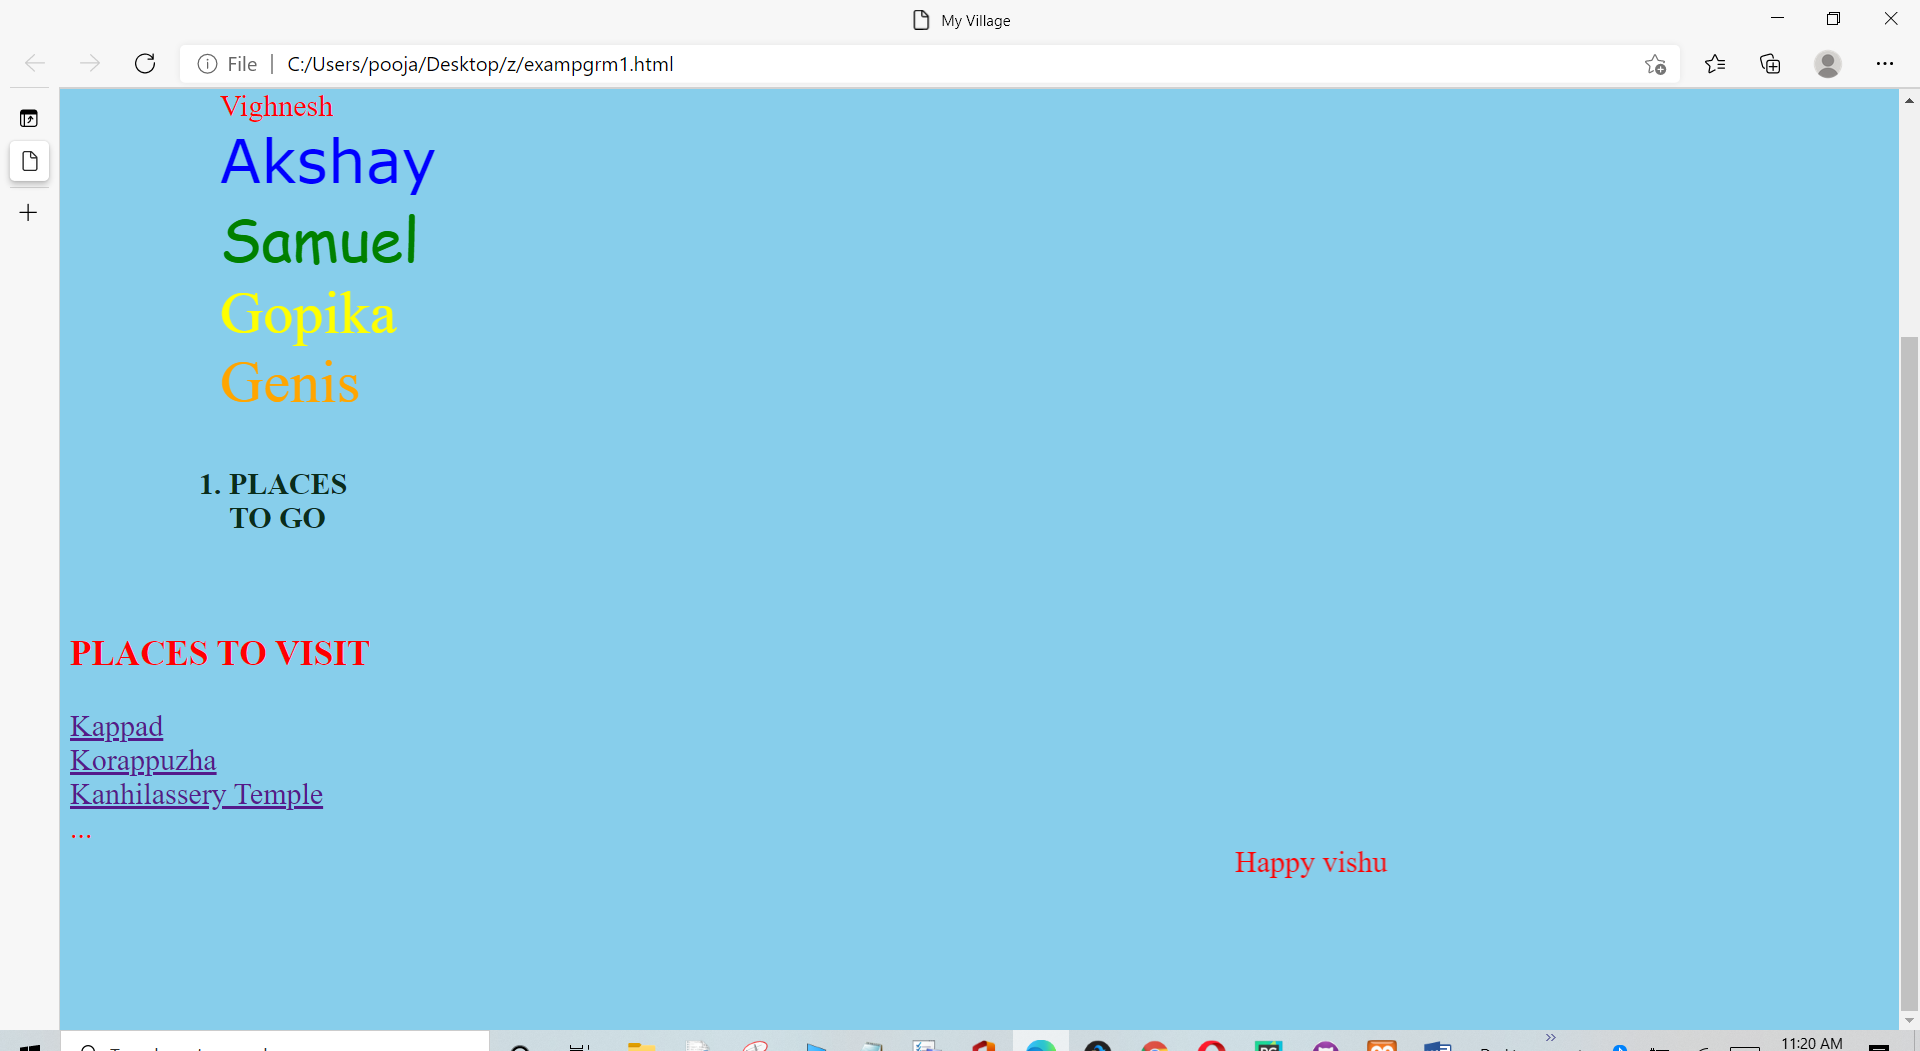 My Village
File
C:/Users/pooja/Desktop/z/exampgrm1.html
Vighnesh
Akshay
Samuel
Gopika
Genis
1. PLACES
TO GO
PLACES TO VISIT
Kappad
Korappuzha
Kanhilassery Temple
...
Happy vishu
11:20 AM